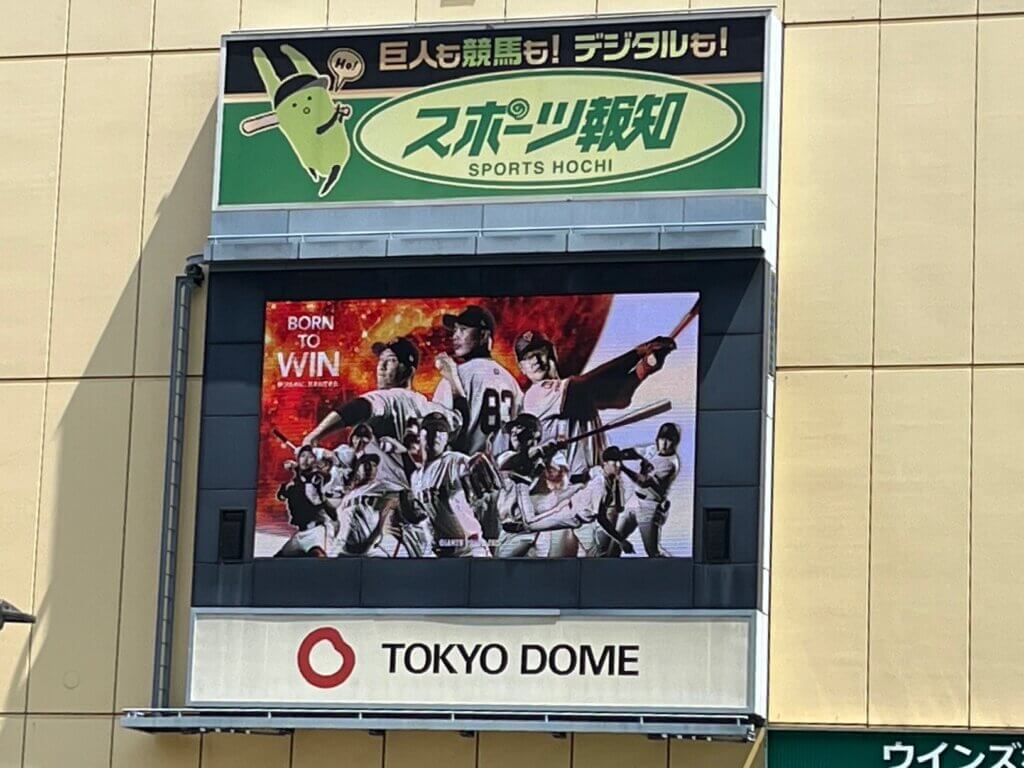 Ho!
巨人も競馬も！デジタルも！
スポーツ報知
SPORTS HOCHI
BORN
TO
WIN
83
TOKYO DOME
ウインズ